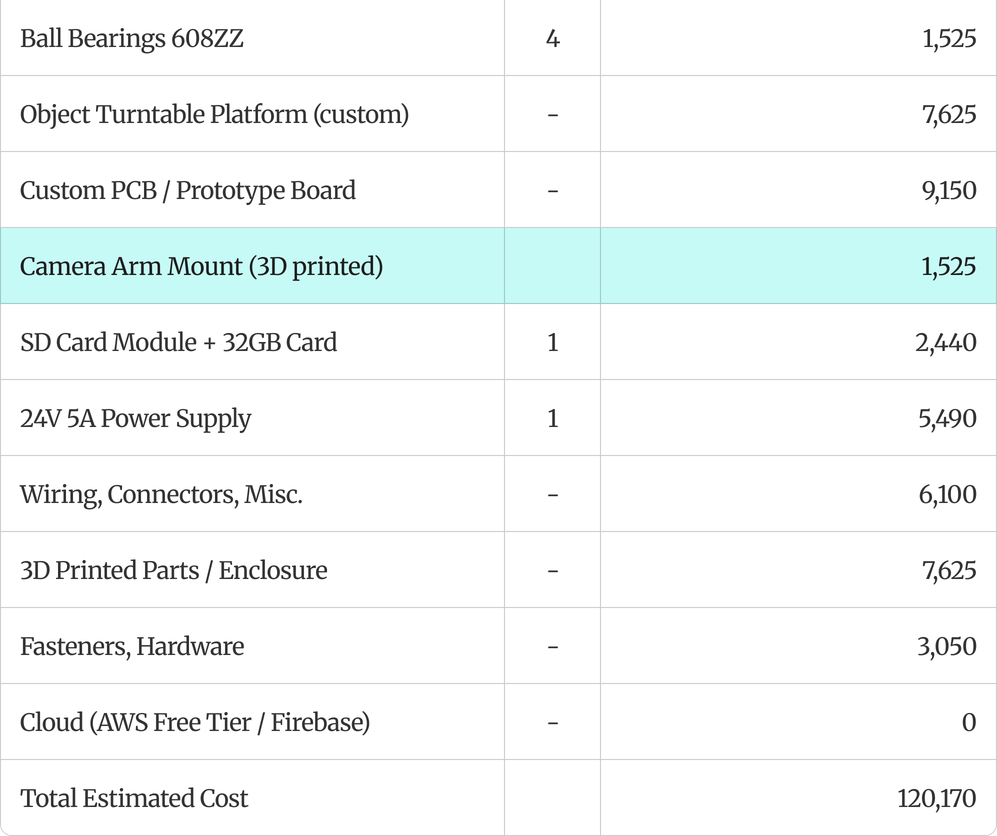 Ball Bearings 608ZZ 4 1,525
Object Turntable Platform (custom) - 7,625
Custom PCB / Prototype Board - 9,150
Camera Arm Mount (3D printed) 1,525
SD Card Module + 32GB Card 1 2,440
24V 5A Power Supply 1 5,490
Wiring, Connectors, Misc. - 6,100
3D Printed Parts / Enclosure - 7,625
Fasteners, Hardware - 3,050
Cloud (AWS Free Tier / Firebase) - 0
Total Estimated Cost 120,170